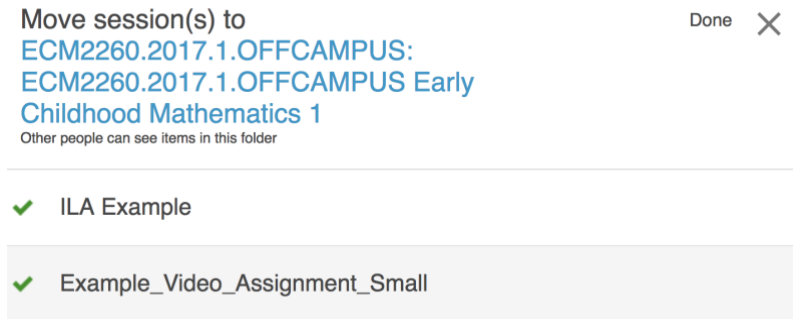 Move session(s) to
Done
ECM2260.2017.1.OFFCAMPUS:
ECM2260.2017.1.OFFCAMPUS Early
Childhood Mathematics 1
Other people can see items in this folder
ILA Example
Example_Video_Assignment_Small